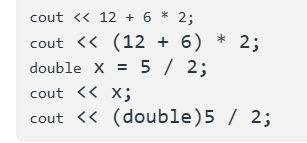 cout << 12 + 6 * 2;
cout << (12 + 6) * 2;
double x = 5 / 2;
cout << x;
cout << (double)5 / 2;